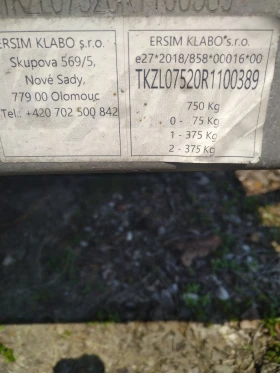 TKZL07520R1100389
ERSIM KLABO s.r.o.
Skupova 569/5,
Nové Sady,
779 00 Olomouc
Tel.: +420 702 500 842
ERSIM KLABO s.r.o.
e27*2018/858*00016*00
TKZL07520R1100389
750 Kg
0 - 75 Kg
1 - 375 Kg
2 - 375 Kg